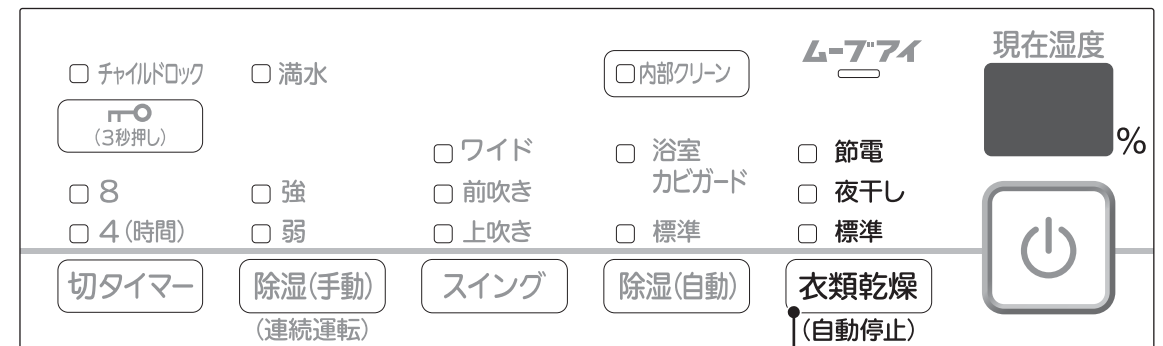 ムーブアイ
現在湿度
チャイルドロック
満水
内部クリーン
(3秒押し)
%
ワイド
浴室
カビガード
節電
8
強
前吹き
夜干し
4(時間)
弱
上吹き
標準
標準
切タイマー
除湿(手動)
スイング
除湿(自動)
衣類乾燥
(連続運転)
(自動停止)